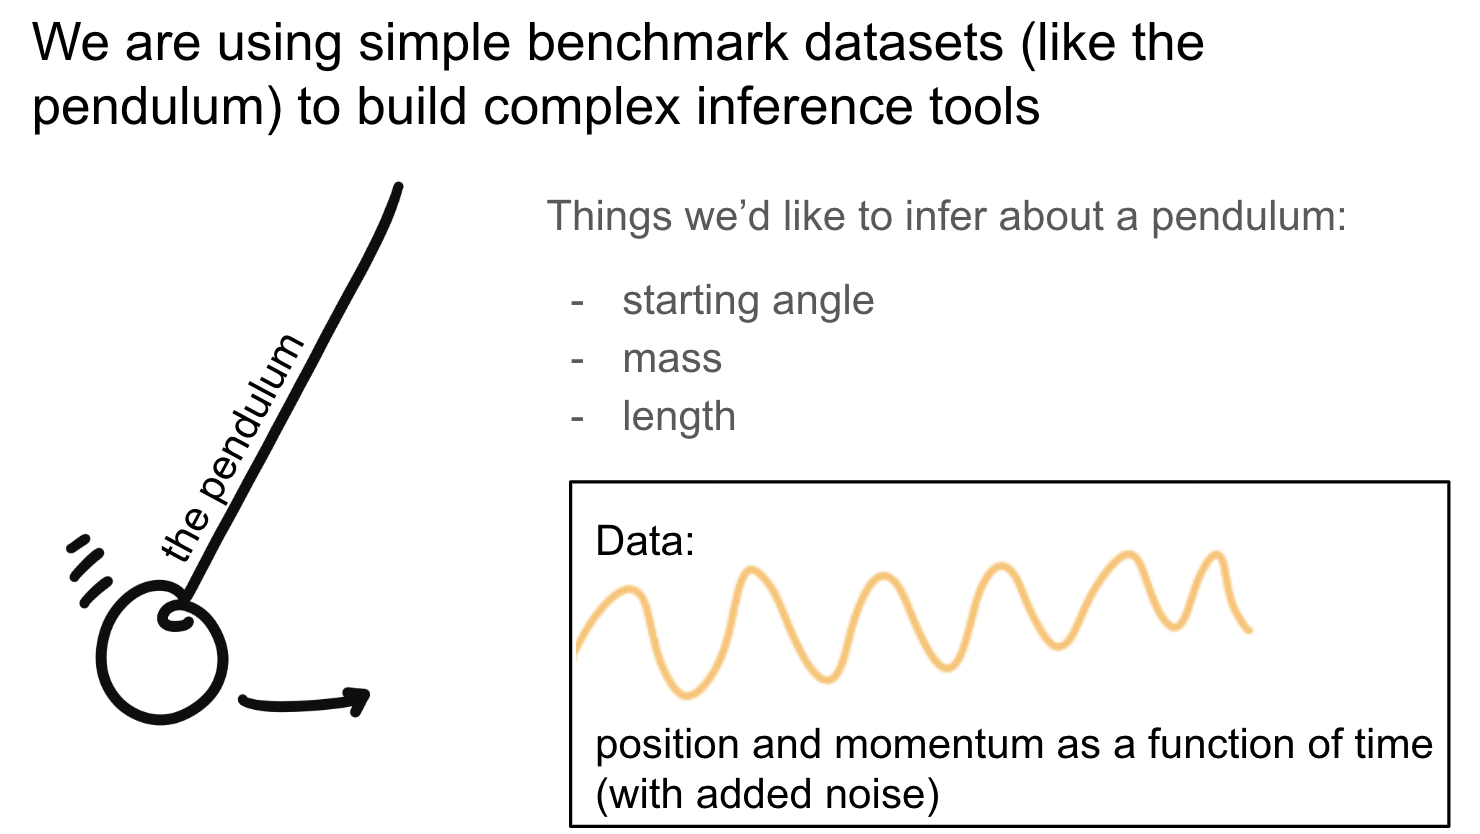 We are using simple benchmark datasets (like the
pendulum) to build complex inference tools
the pendulum
Things we’d like to infer about a pendulum:
- starting angle
- mass
- length
Data:
position and momentum as a function of time
(with added noise)